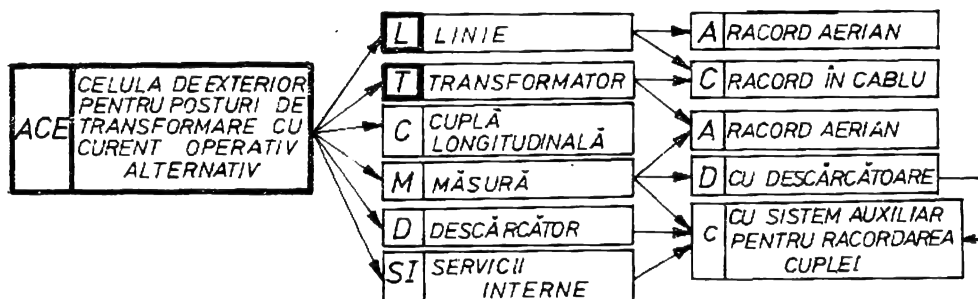 ACE
CELULA DE EXTERIOR
PENTRU POSTURI DE
TRANSFORMARE CU
CURENT OPERATIV
ALTERNATIV
L LINIE
T TRANSFORMATOR
C CUPLĂ
LONGITUDINALĂ
M MĂSURĂ
D DESCĂRCĂTOR
SI SERVICII
INTERNE
A RACORD AERIAN
C RACORD ÎN CABLU
A RACORD AERIAN
D CU DESCĂRCĂTOARE
c CU SISTEM AUXILIAR
PENTRU RACORDAREA
CUPLEI